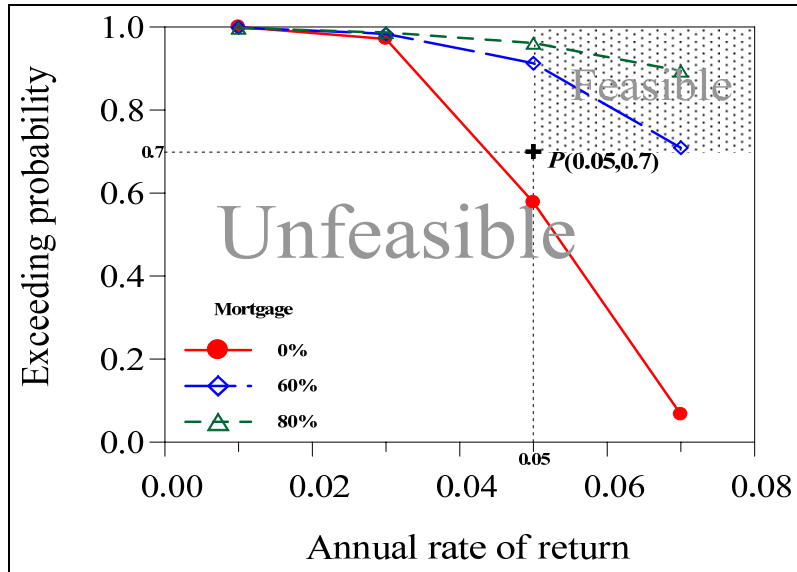 Exceeding probability
1.0
0.8
0.7
0.6
0.4
0.2
0.0
Feasible
P(0.05,0.7)
Unfeasible
Mortgage
0%
60%
80%
0.05
0.00
0.02
0.04
0.06
0.08
Annual rate of return